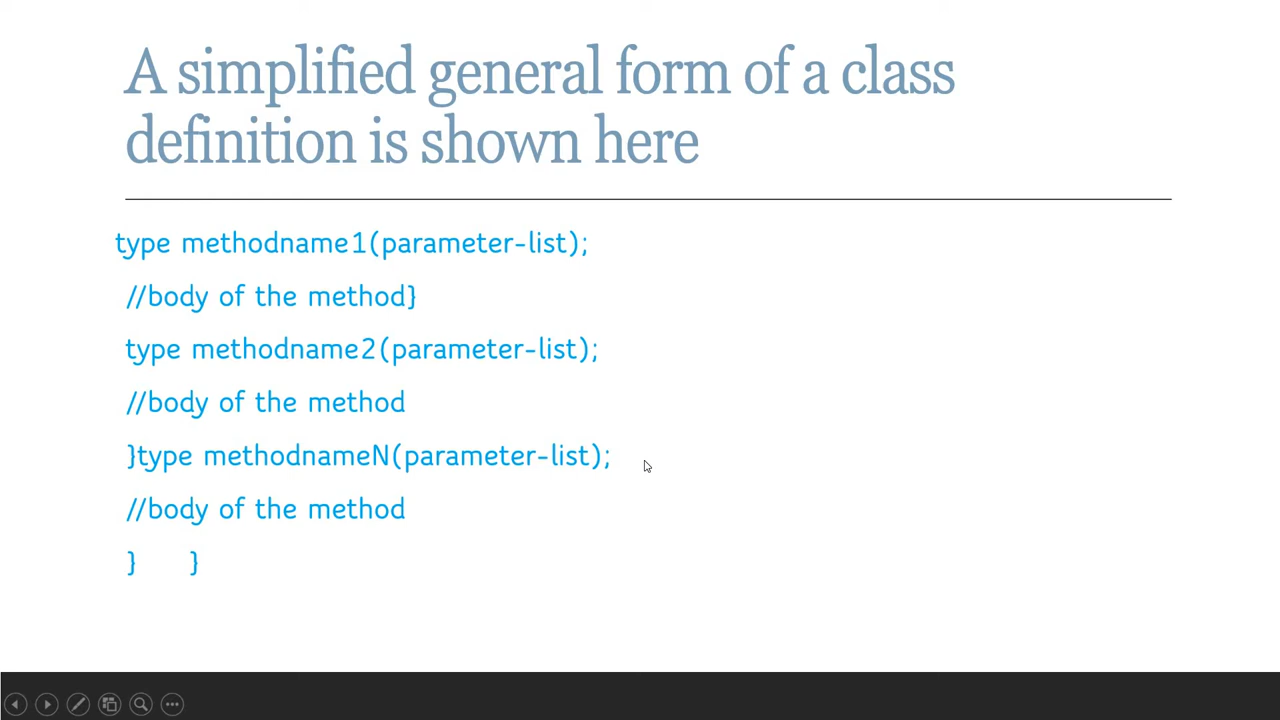 A simplified general form of a class
definition is shown here
type methodname1(parameter-list);
//body of the method}
type methodname2(parameter-list);
//body of the method
}type methodnameN(parameter-list);
//body of the method
} }